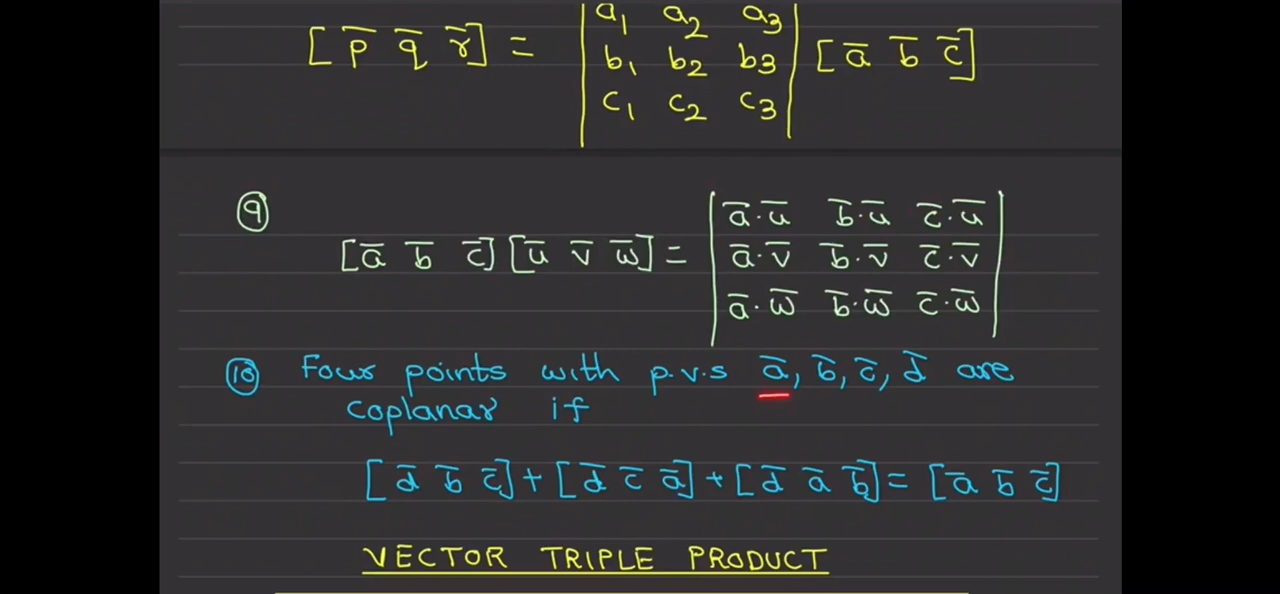 [p̄ q̄ r̄] = | a₁ a₂ a₃ |
| b₁ b₂ b₃ | [ā b̄ c̄]
| c₁ c₂ c₃ |
⑨
[ā b̄ c̄][ū v̄ w̄] = | ā·ū b̄·ū c̄·ū |
| ā·v̄ b̄·v̄ c̄·v̄ |
| ā·w̄ b̄·w̄ c̄·w̄ |
⑩ Four points with p.v.s ā, b̄, c̄, d̄ are
coplanar if
[d̄ b̄ c̄] + [d̄ c̄ ā] + [d̄ ā b̄] = [ā b̄ c̄]
VECTOR TRIPLE PRODUCT